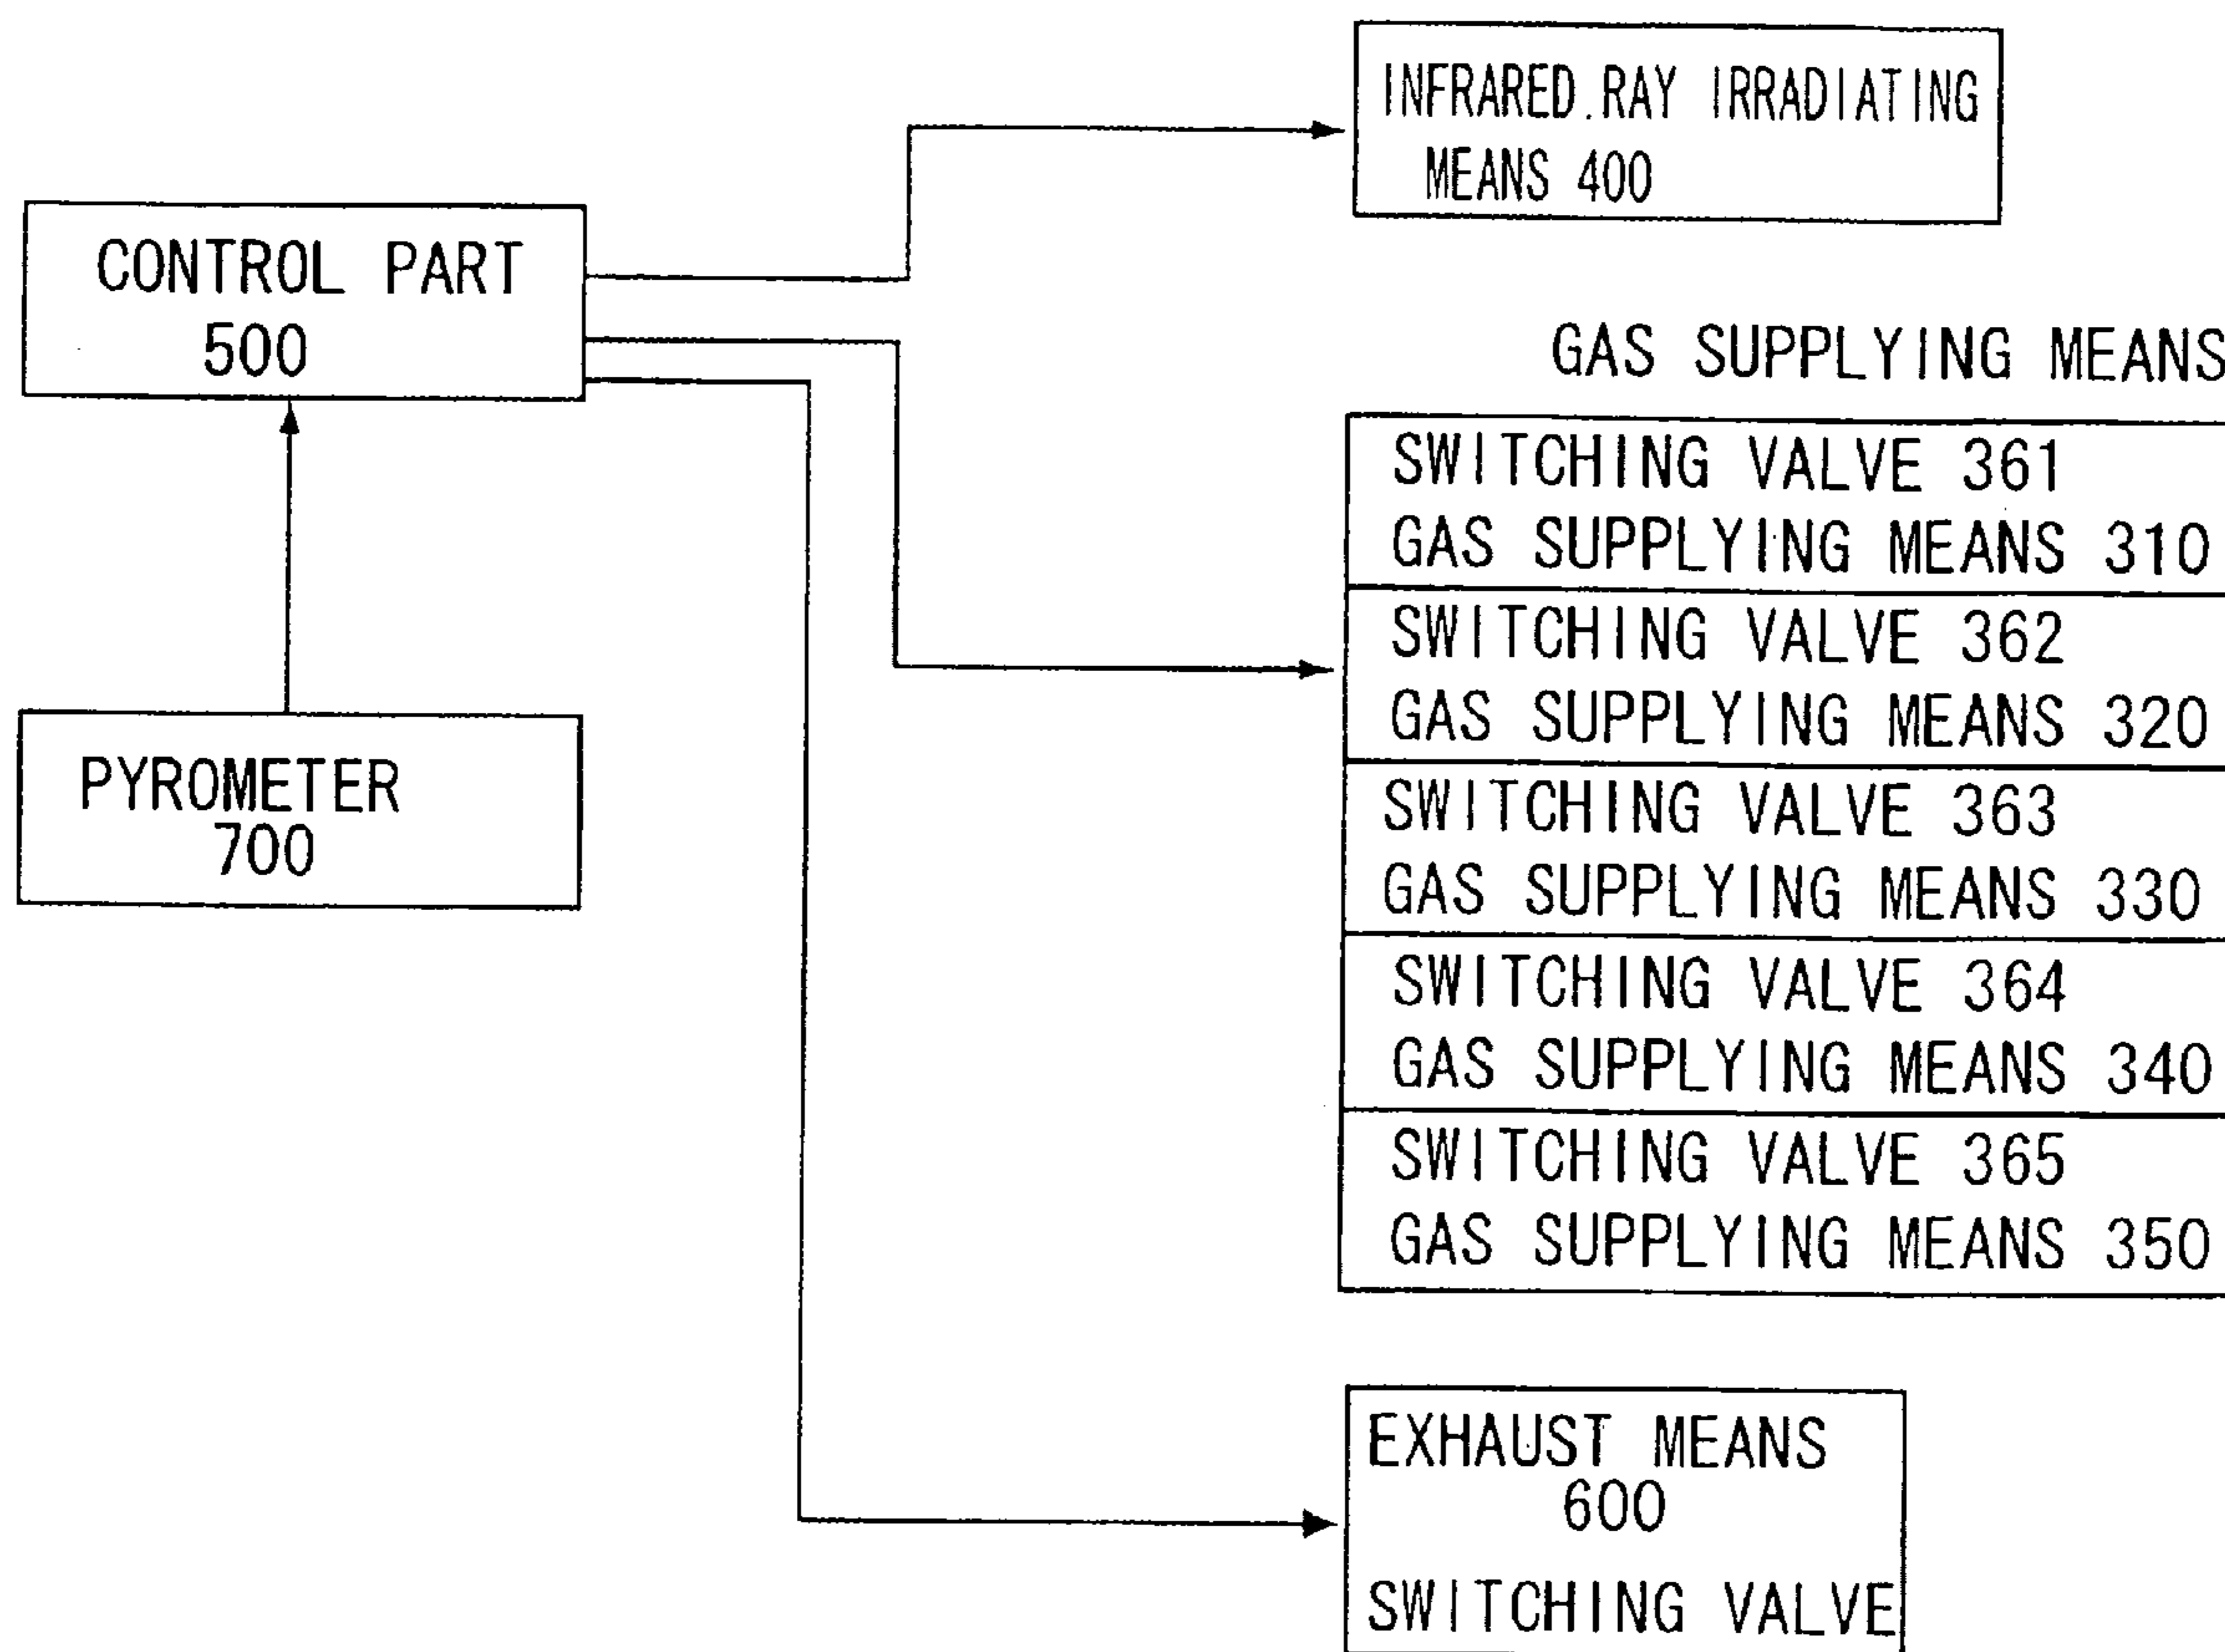 INFRARED.RAY IRRADIATING
MEANS 400
CONTROL PART
500
GAS SUPPLYING MEANS
SWITCHING VALVE 361
GAS SUPPLYING MEANS 310
SWITCHING VALVE 362
GAS SUPPLYING MEANS 320
PYROMETER
700
SWITCHING VALVE 363
GAS SUPPLYING MEANS 330
SWITCHING VALVE 364
GAS SUPPLYING MEANS 340
SWITCHING VALVE 365
GAS SUPPLYING MEANS 350
EXHAUST MEANS
600
SWITCHING VALVE